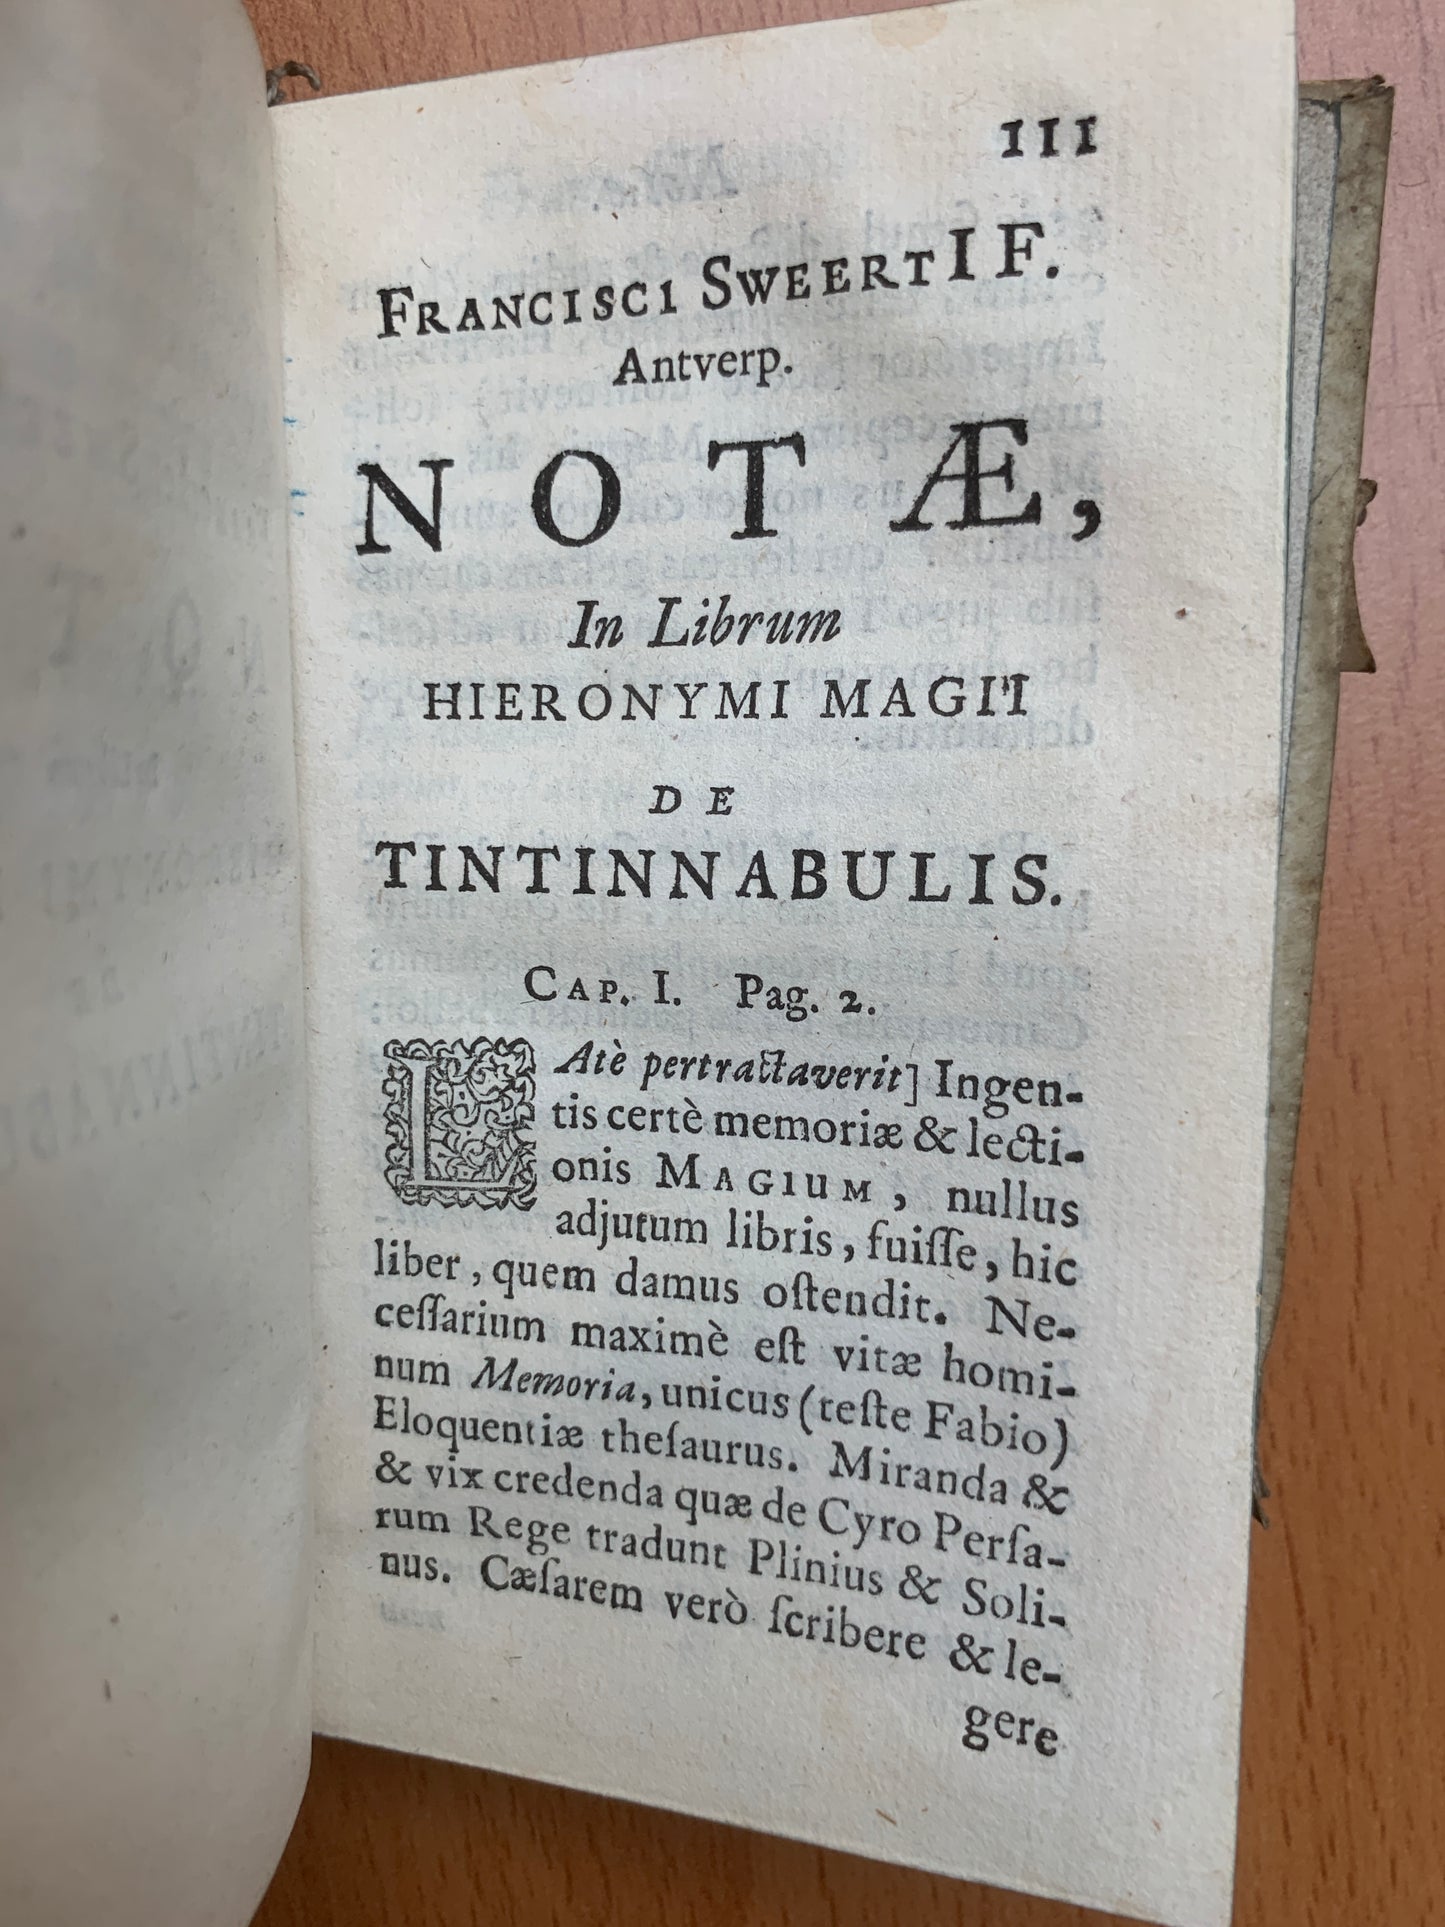 111
FRANCISCI SWEERTI F.
Antverp.
NOTÆ,
In Librum
HIERONYMI MAGII
DE
TINTINNABULIS.
CAP. I. Pag. 2.
LAtè pertractaverit] Ingen-
tis certè memoriæ & lecti-
onis MAGIUM, nullus
adjutum libris, fuiſſe, hic
liber, quem damus oſtendit. Ne-
ceſſarium maximè eſt vitæ homi-
num Memoria, unicus (teſte Fabio)
Eloquentiæ theſaurus. Miranda &
& vix credenda quæ de Cyro Perſa-
rum Rege tradunt Plinius & Soli-
nus. Cæſarem verò ſcribere & le-
gere